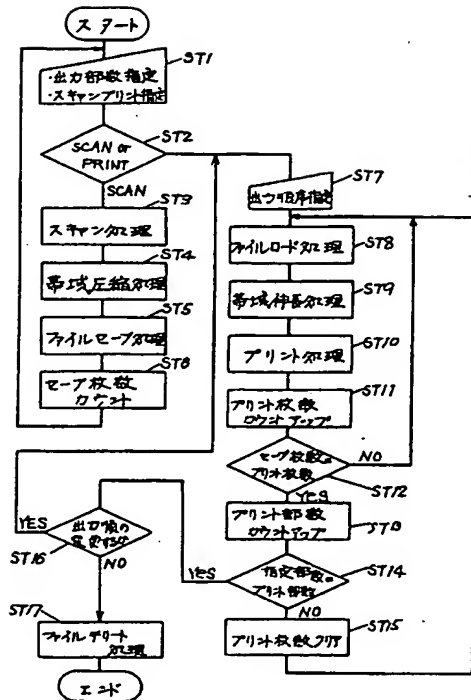 スタート
ST1
・出力部数指定
・スキャンプリント指定
ST2
SCAN or
PRINT
SCAN
ST3
スキャン処理
ST4
帯域圧縮処理
ST5
ファイルセーブ処理
ST6
セーブ枚数
カウント
ST7
出力順序指定
ST8
ファイルロード処理
ST9
帯域伸長処理
ST10
プリント処理
ST11
プリント枚数
カウントアップ
セーブ枚数=
プリント枚数
NO
ST12
YES
プリント部数
カウントアップ
ST13
指定部数=
プリント部数
ST14
YES
NO
プリント枚数クリア
ST15
YES
変更するか
ST16
NO
ST17
ファイルデリート
処理
エンド